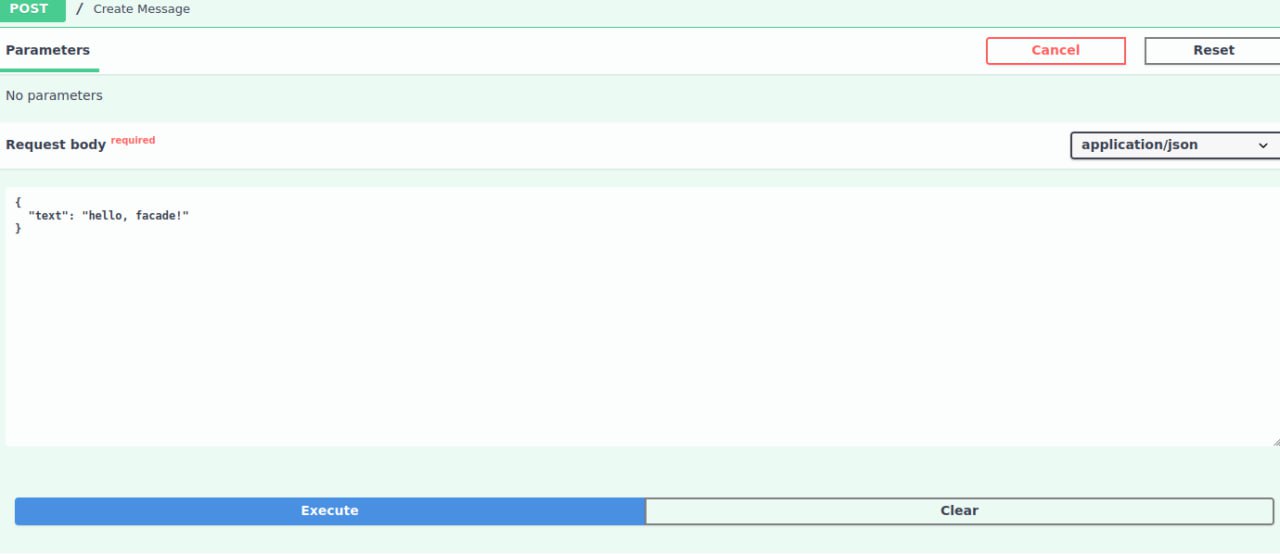 POST / Create Message
Parameters Cancel Reset
No parameters
Request body required application/json
{
"text": "hello, facade!"
}
Execute Clear